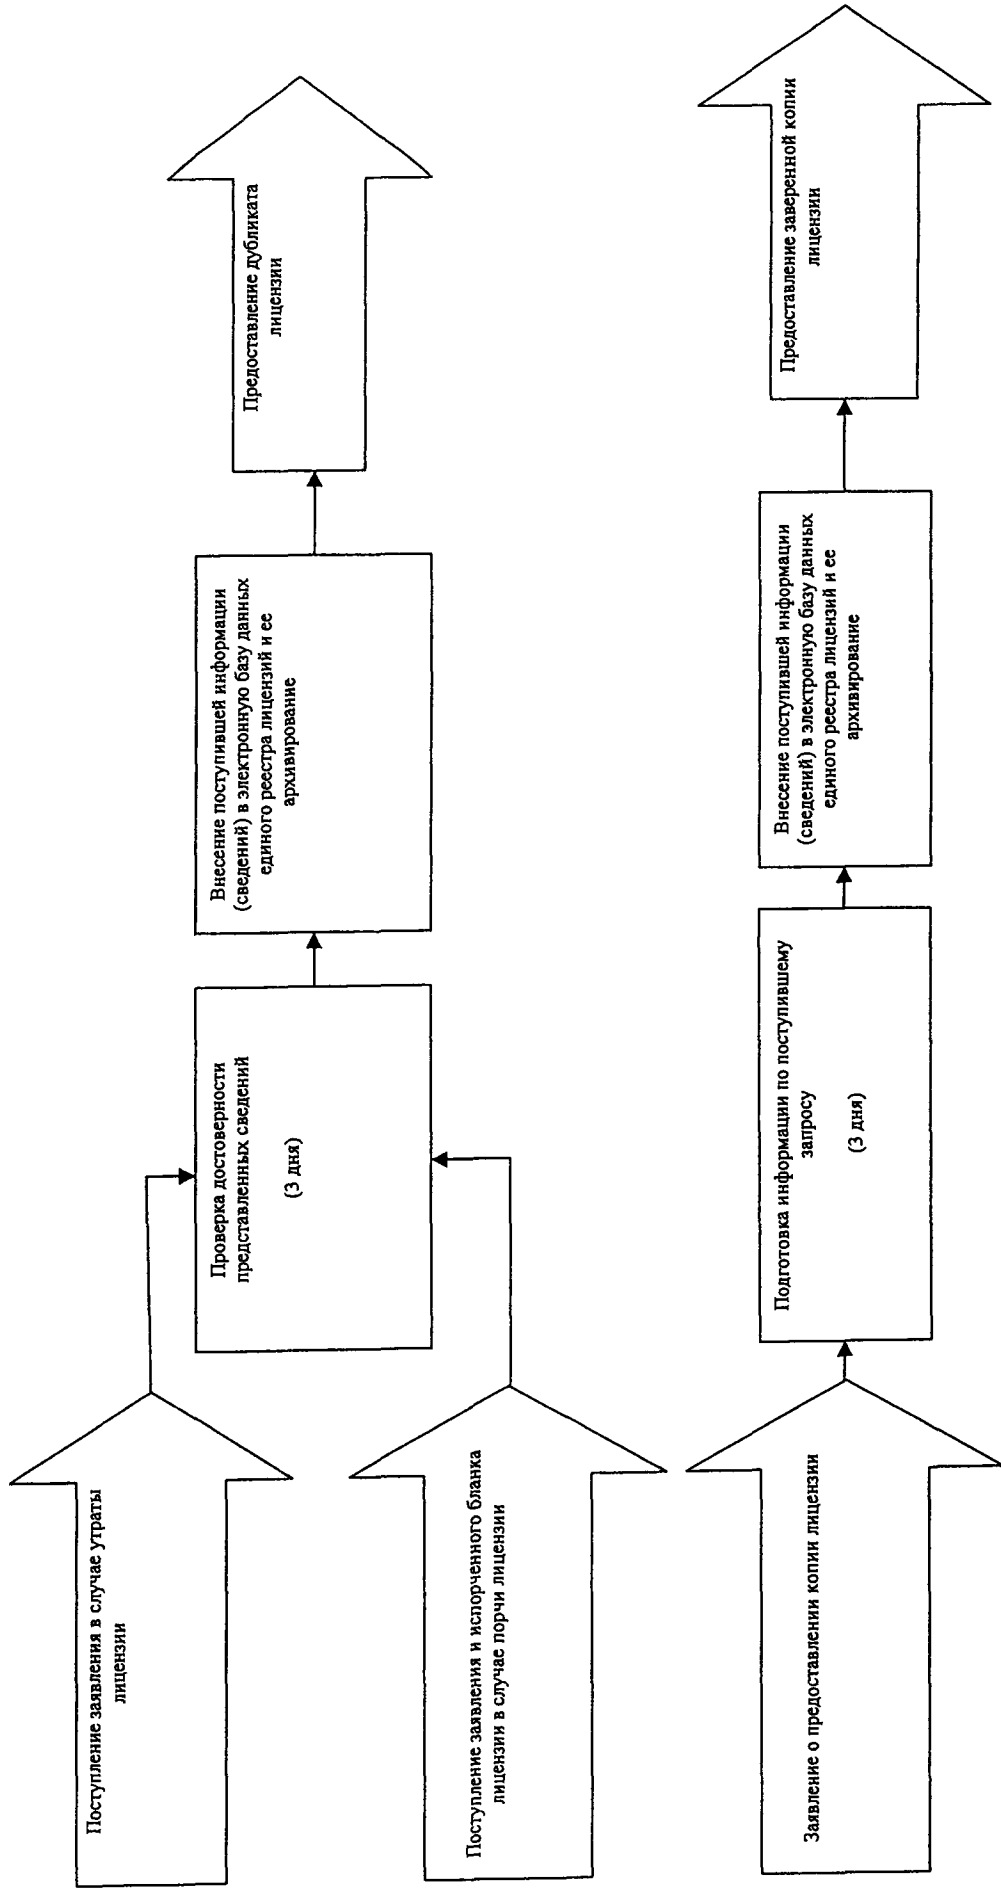 Поступление заявления в случае утраты
лицензии
Проверка достоверности
представленных сведений
(3 дня)
Внесение поступившей информации
(сведений) в электронную базу данных
единого реестра лицензий и ее
архивирование
Предоставление дубликата
лицензии
Поступление заявления и испорченного бланка
лицензии в случае порчи лицензии
Заявление о предоставлении копии лицензии
Подготовка информации по поступившему
запросу
(3 дня)
Внесение поступившей информации
(сведений) в электронную базу данных
единого реестра лицензий и ее
архивирование
Предоставление заверенной копии
лицензии